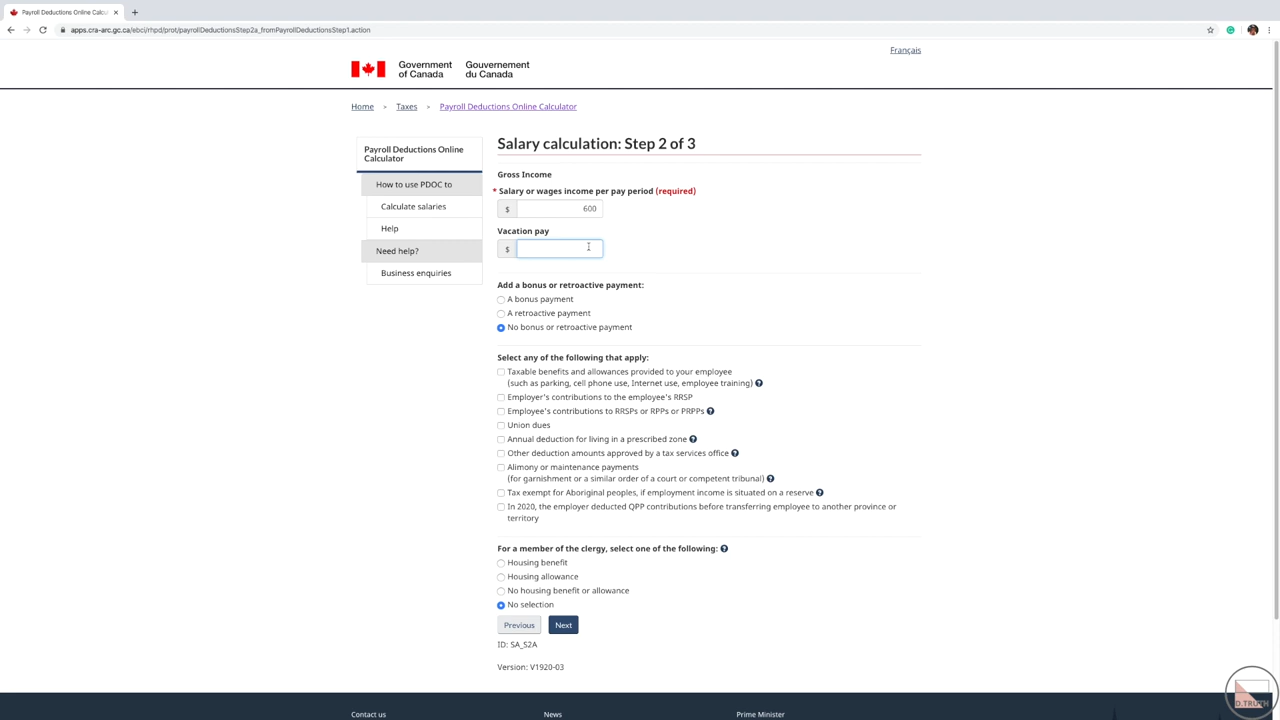 Payroll Deductions Online Calcu
apps.cra-arc.gc.ca/ebci/rhpd/prot/payrollDeductionsStep2a_fromPayrollDeductionsStep1.action
Français
Government of Canada
Gouvernement du Canada
Home > Taxes > Payroll Deductions Online Calculator
Payroll Deductions Online
Calculator
How to use PDOC to
Calculate salaries
Help
Need help?
Business enquiries
Salary calculation: Step 2 of 3
Gross Income
* Salary or wages income per pay period (required)
$ 600
Vacation pay
$
Add a bonus or retroactive payment:
A bonus payment
A retroactive payment
No bonus or retroactive payment
Select any of the following that apply:
Taxable benefits and allowances provided to your employee
(such as parking, cell phone use, Internet use, employee training) ?
Employer's contributions to the employee's RRSP
Employee's contributions to RRSPs or RPPs or PRPPs ?
Union dues
Annual deduction for living in a prescribed zone ?
Other deduction amounts approved by a tax services office ?
Alimony or maintenance payments
(for garnishment or a similar order of a court or competent tribunal) ?
Tax exempt for Aboriginal peoples, if employment income is situated on a reserve ?
In 2020, the employer deducted QPP contributions before transferring employee to another province or
territory
For a member of the clergy, select one of the following: ?
Housing benefit
Housing allowance
No housing benefit or allowance
No selection
Previous Next
ID: SA_S2A
Version: V1920-03
Contact us News Prime Minister
D.TRUTH